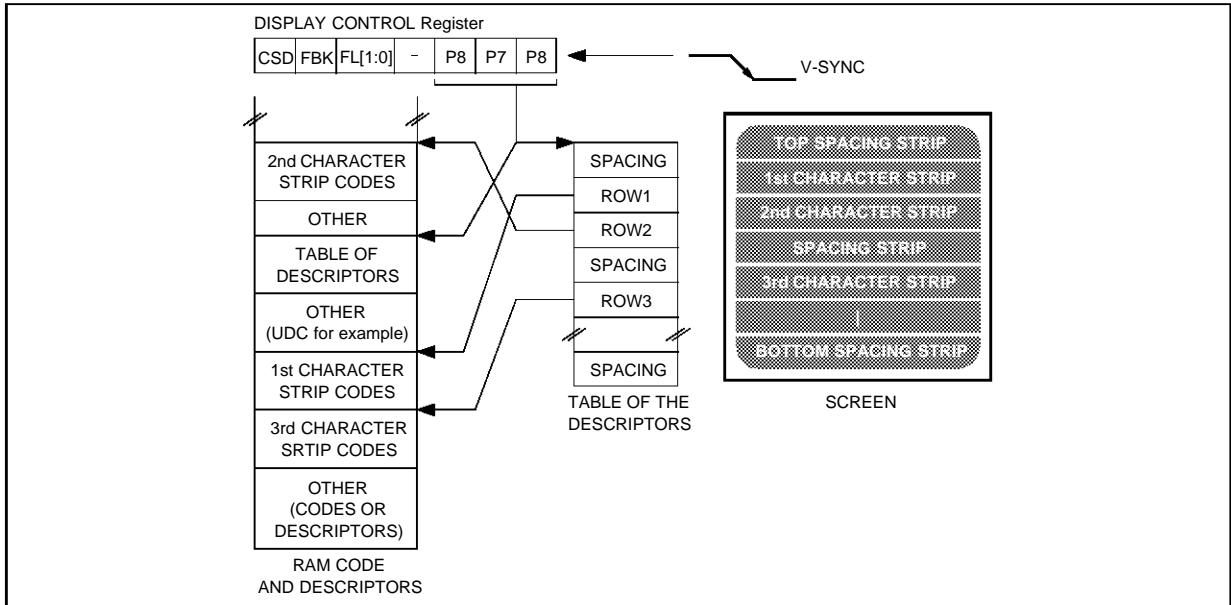 DISPLAY CONTROL Register
CSD FBK FL[1:0] - P8 P7 P8
V-SYNC
2nd CHARACTER
STRIP CODES
OTHER
TABLE OF
DESCRIPTORS
OTHER
(UDC for example)
1st CHARACTER
STRIP CODES
3rd CHARACTER
SRTIP CODES
OTHER
(CODES OR
DESCRIPTORS)
RAM CODE
AND DESCRIPTORS
SPACING
ROW1
ROW2
SPACING
ROW3
SPACING
TABLE OF THE
DESCRIPTORS
TOP SPACING STRIP
1st CHARACTER STRIP
2nd CHARACTER STRIP
SPACING STRIP
3rd CHARACTER STRIP
|
BOTTOM SPACING STRIP
SCREEN